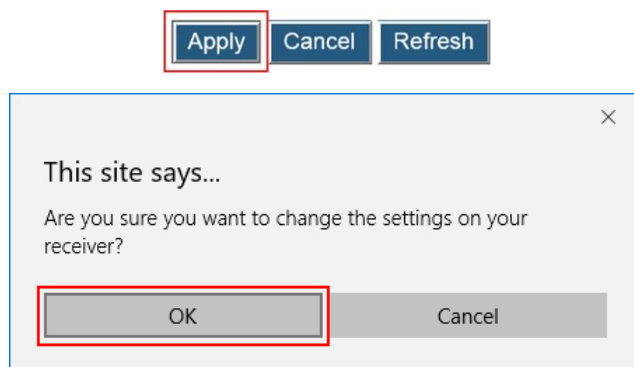 Apply Cancel Refresh
This site says...
Are you sure you want to change the settings on your
receiver?
OK Cancel